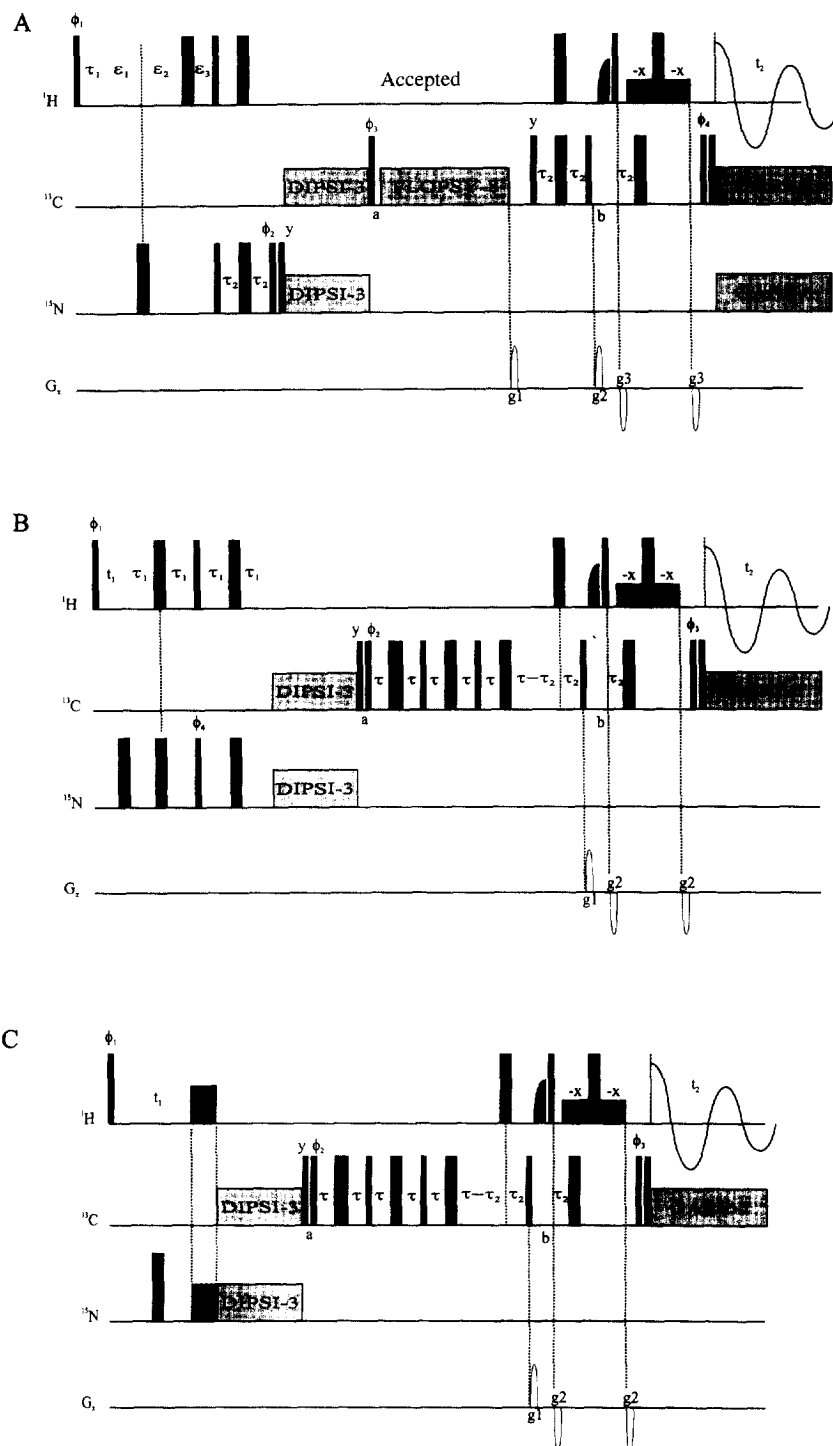 A
ϕ₁
τ₁ ε₁ ε₂ ε₃
Accepted
-x -x
t₂
¹H
ϕ₃ y ϕ₄
DIPSI-3
τ₂ τ₂ τ₂
¹³C
a b
ϕ₂ y
τ₂ τ₂
DIPSI-3
¹⁵N
g3 g3
G
g1 g2
B
ϕ₁
t₁ τ₁ τ₁ τ₁ τ₁
-x -x
t₂
¹H
y ϕ₂ ϕ₃
DIPSI-3
τ τ τ τ τ τ-τ₂ τ₂ τ₂
¹³C
a b
ϕ₄
DIPSI-3
¹⁵N
g2 g2
G
g1
C
ϕ₁
t₁
-x -x
t₂
¹H
y ϕ₂ ϕ₃
DIPSI-3
τ τ τ τ τ τ-τ₂ τ₂ τ₂
¹³C
a b
DIPSI-3
¹⁵N
g2 g2
G
g1